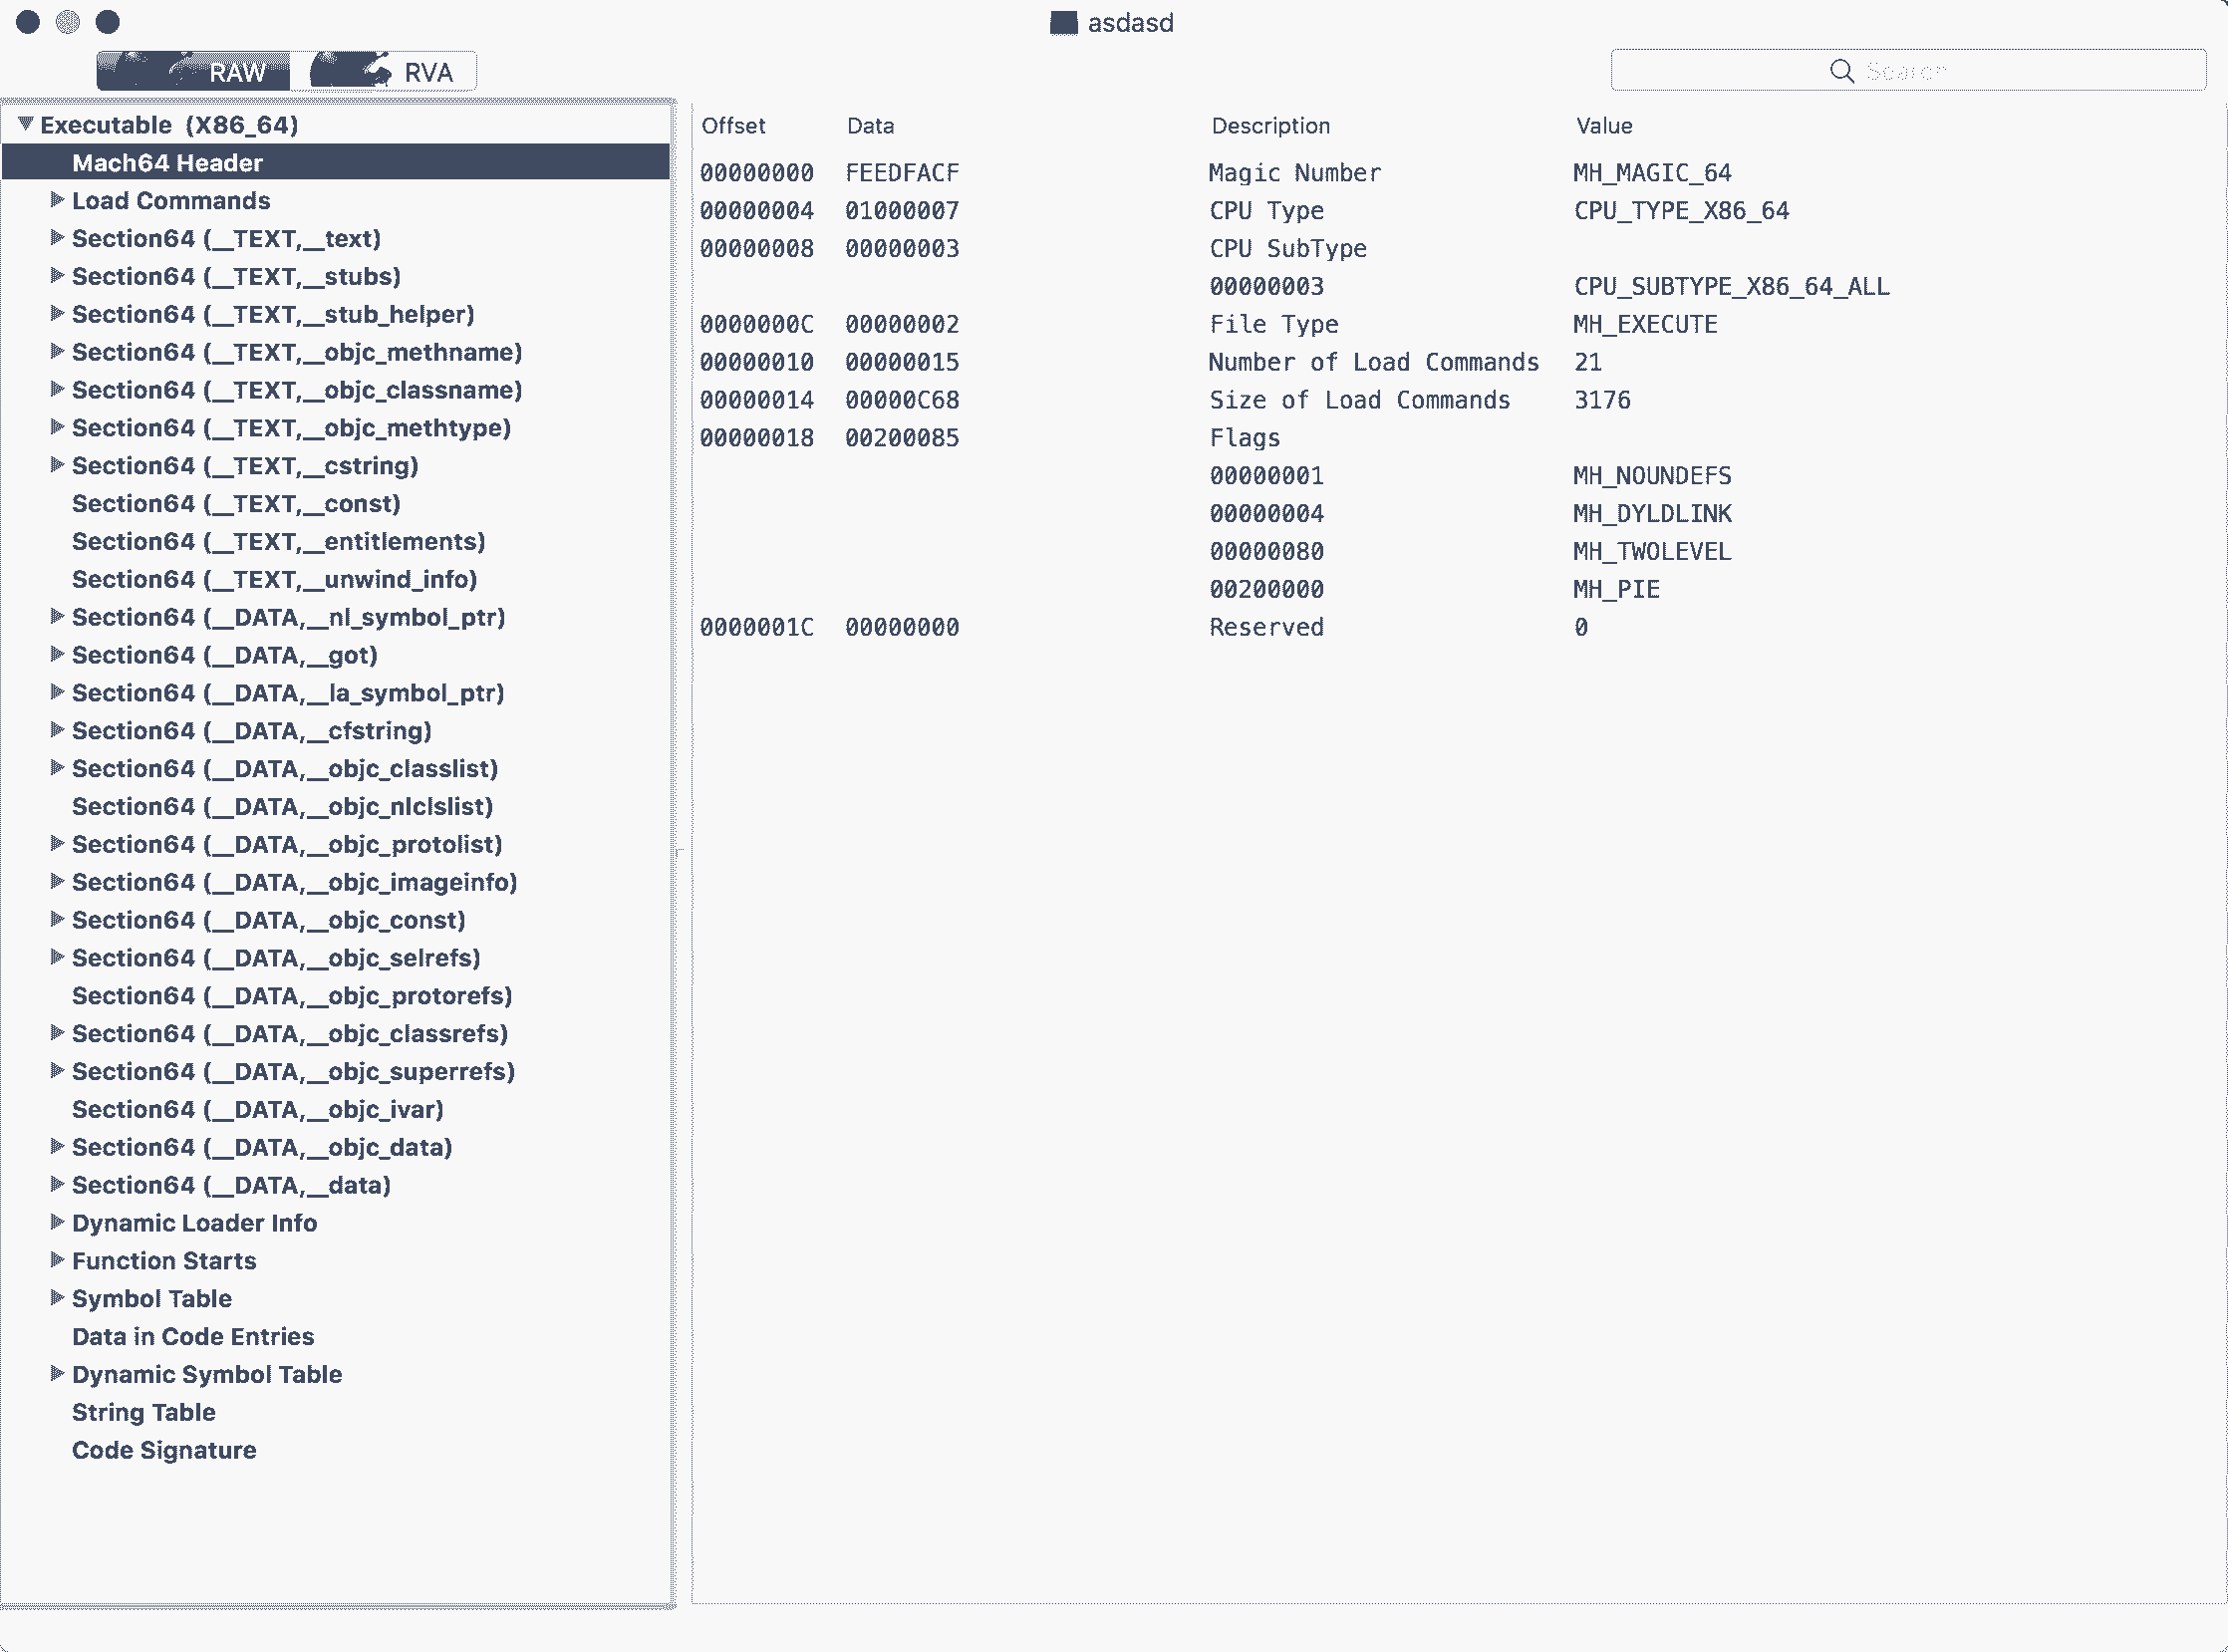 asdasd
RAW RVA Search
Executable (X86_64)
Mach64 Header
Load Commands
Section64 (__TEXT,__text)
Section64 (__TEXT,__stubs)
Section64 (__TEXT,__stub_helper)
Section64 (__TEXT,__objc_methname)
Section64 (__TEXT,__objc_classname)
Section64 (__TEXT,__objc_methtype)
Section64 (__TEXT,__cstring)
Section64 (__TEXT,__const)
Section64 (__TEXT,__entitlements)
Section64 (__TEXT,__unwind_info)
Section64 (__DATA,__nl_symbol_ptr)
Section64 (__DATA,__got)
Section64 (__DATA,__la_symbol_ptr)
Section64 (__DATA,__cfstring)
Section64 (__DATA,__objc_classlist)
Section64 (__DATA,__objc_nlclslist)
Section64 (__DATA,__objc_protolist)
Section64 (__DATA,__objc_imageinfo)
Section64 (__DATA,__objc_const)
Section64 (__DATA,__objc_selrefs)
Section64 (__DATA,__objc_protorefs)
Section64 (__DATA,__objc_classrefs)
Section64 (__DATA,__objc_superrefs)
Section64 (__DATA,__objc_ivar)
Section64 (__DATA,__objc_data)
Section64 (__DATA,__data)
Dynamic Loader Info
Function Starts
Symbol Table
Data in Code Entries
Dynamic Symbol Table
String Table
Code Signature
Offset Data Description Value
00000000 FEEDFACF Magic Number MH_MAGIC_64
00000004 01000007 CPU Type CPU_TYPE_X86_64
00000008 00000003 CPU SubType
00000003 CPU_SUBTYPE_X86_64_ALL
0000000C 00000002 File Type MH_EXECUTE
00000010 00000015 Number of Load Commands 21
00000014 00000C68 Size of Load Commands 3176
00000018 00200085 Flags
00000001 MH_NOUNDEFS
00000004 MH_DYLDLINK
00000080 MH_TWOLEVEL
00200000 MH_PIE
0000001C 00000000 Reserved 0